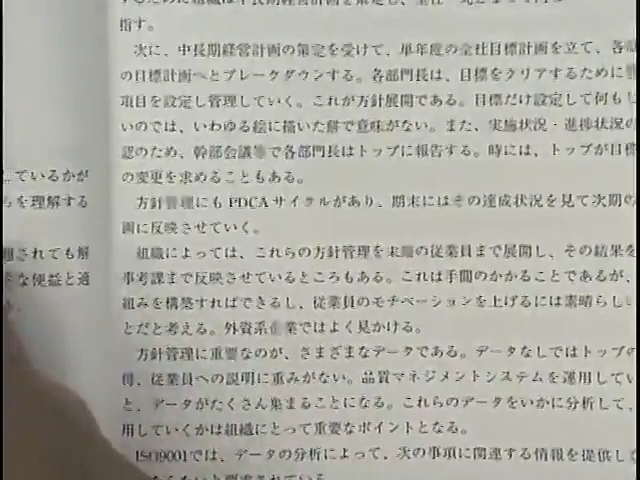 指す。
次に、中長期経営計画の策定を受けて、単年度の全社目標計画を立て、各
の目標計画へとブレークダウンする。各部門長は、目標をクリアするために
項目を設定し管理していく。これが方針展開である。目標だけ設定して何も
いのでは、いわゆる絵に描いた餅で意味がない。また、実施状況・進捗状況の
認のため、幹部会議等で各部門長はトップに報告する。時には、トップが目標
の変更を求めることもある。
方針管理にも PDCA サイクルがあり、期末にはその達成状況を見て次期の
画に反映させていく。
組織によっては、これらの方針管理を末端の従業員まで展開し、その結果を
事考課まで反映させているところもある。これは手間のかかることであるが、
組みを構築すればできるし、従業員のモチベーションを上げるには素晴らしい
とだと考える。外資系企業ではよく見かける。
方針管理に重要なのが、さまざまなデータである。データなしではトップの
得、従業員への説明に重みがない。品質マネジメントシステムを運用してい
と、データがたくさん集まることになる。これらのデータをいかに分析して、
用していくかは組織にとって重要なポイントとなる。
ISO9001では、データの分析によって、次の事項に関連する情報を提供し
ているかが
を理解する
されても解
な便益と適